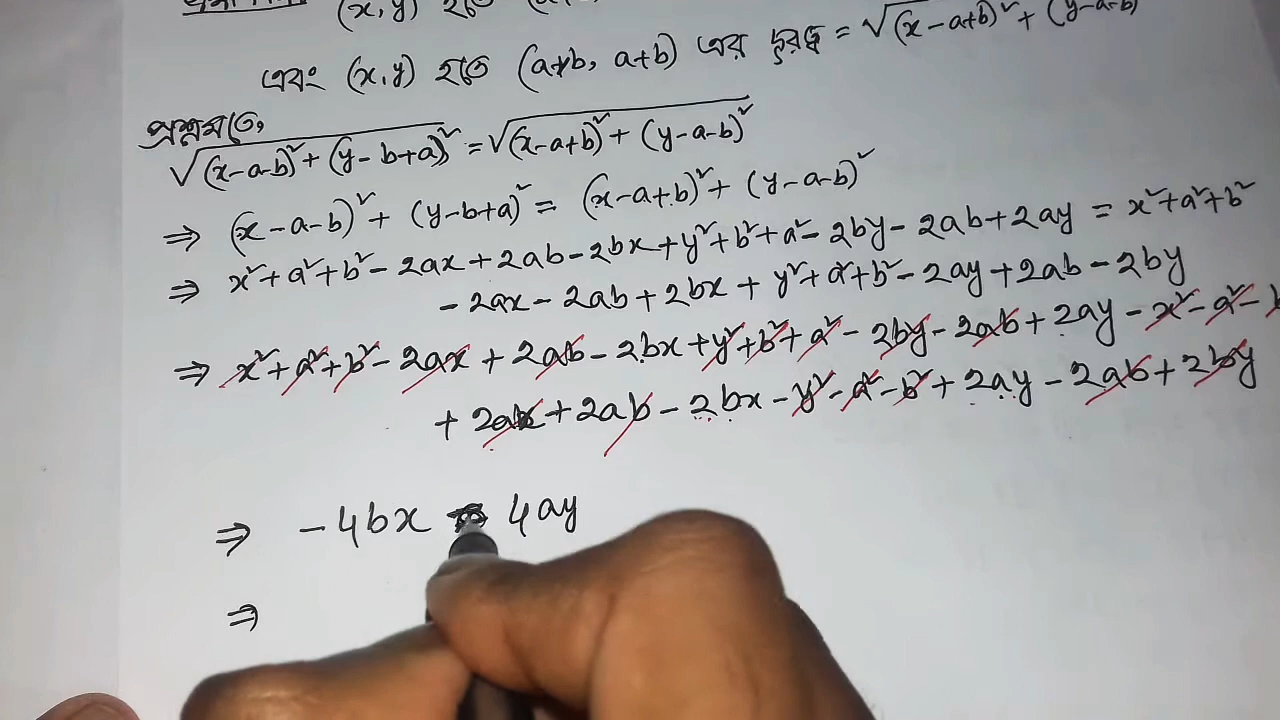 (x, y) হতে
এবং (x, y) হতে (a+b, a+b) এর দূরত্ব = √(x-a+b)² + (y-a-b)
প্রশ্নমতে,
√(x-a-b)² + (y-b+a)² = √(x-a+b)² + (y-a-b)²
⇒ (x-a-b)² + (y-b+a)² = (x-a+b)² + (y-a-b)²
⇒ x²+a²+b²-2ax+2ab-2bx+y²+b²+a²-2by-2ab+2ay = x²+a²+b²
-2ax-2ab+2bx+y²+a²+b²-2ay+2ab-2by
⇒ x²+a²+b²-2ax+2ab-2bx+y²+b²+a²-2by-2ab+2ay-x²-a²-
+2ax+2ab-2bx-y²-a²-b²+2ay-2ab+2by
⇒ -4bx 4ay
⇒